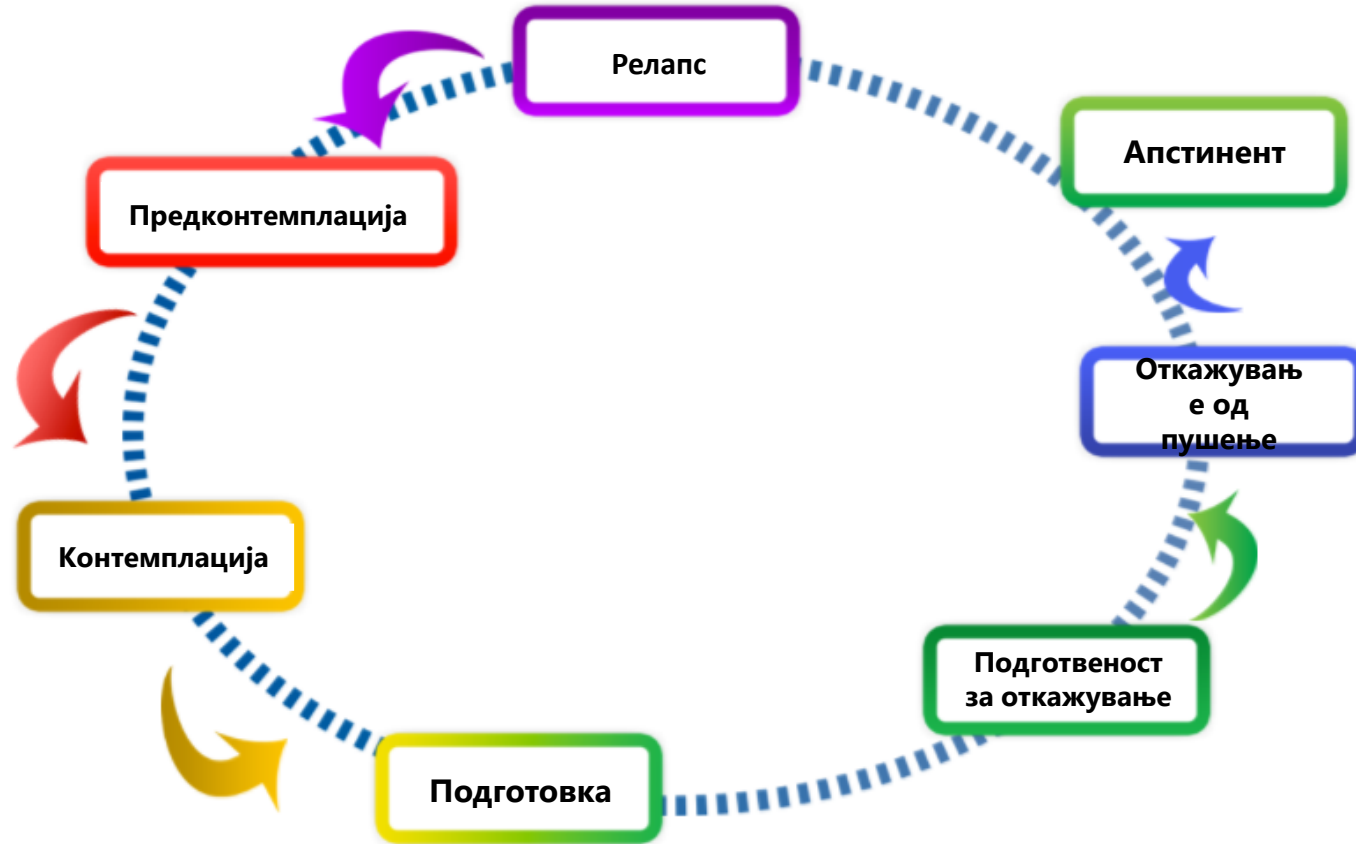 Релапс
Апстинент
Предконтемплација
Откажувањ
е од
пушење
Контемплација
Подготвеност
за откажување
Подготовка